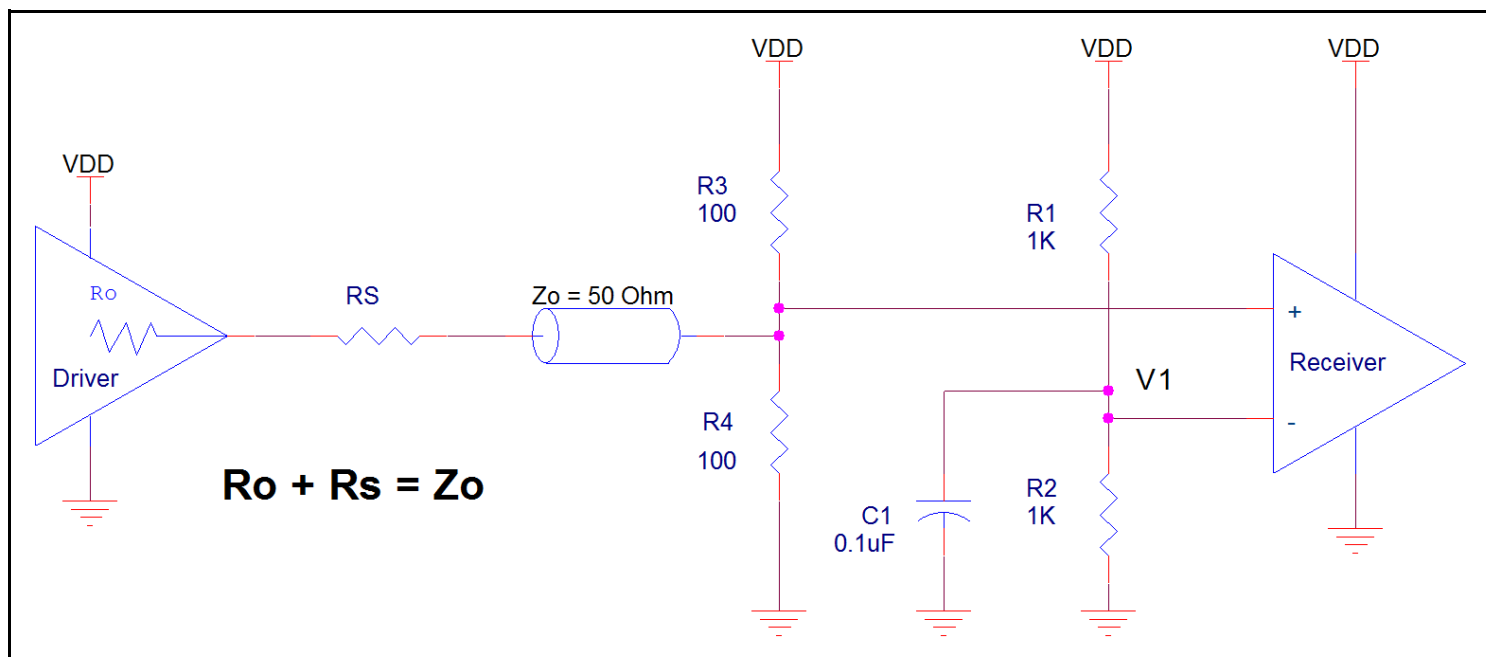 VDD
VDD
VDD
VDD
R3
100
R1
1K
Ro
RS
Zo = 50 Ohm
+
Driver
Receiver
V1
-
R4
100
Ro + Rs = Zo
R2
1K
C1
0.1uF